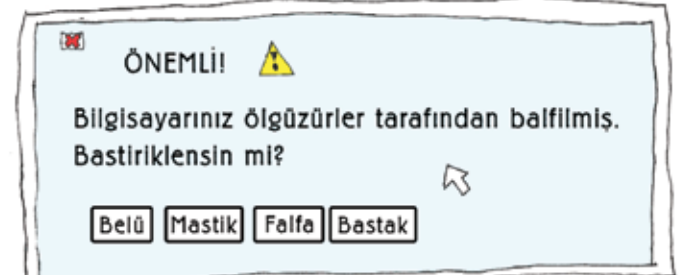 ÖNEMLİ!
Bilgisayarınız ölgüzürler tarafından balfilmiş.
Bastiriklensin mi?
Belü Mastik Falfa Bastak